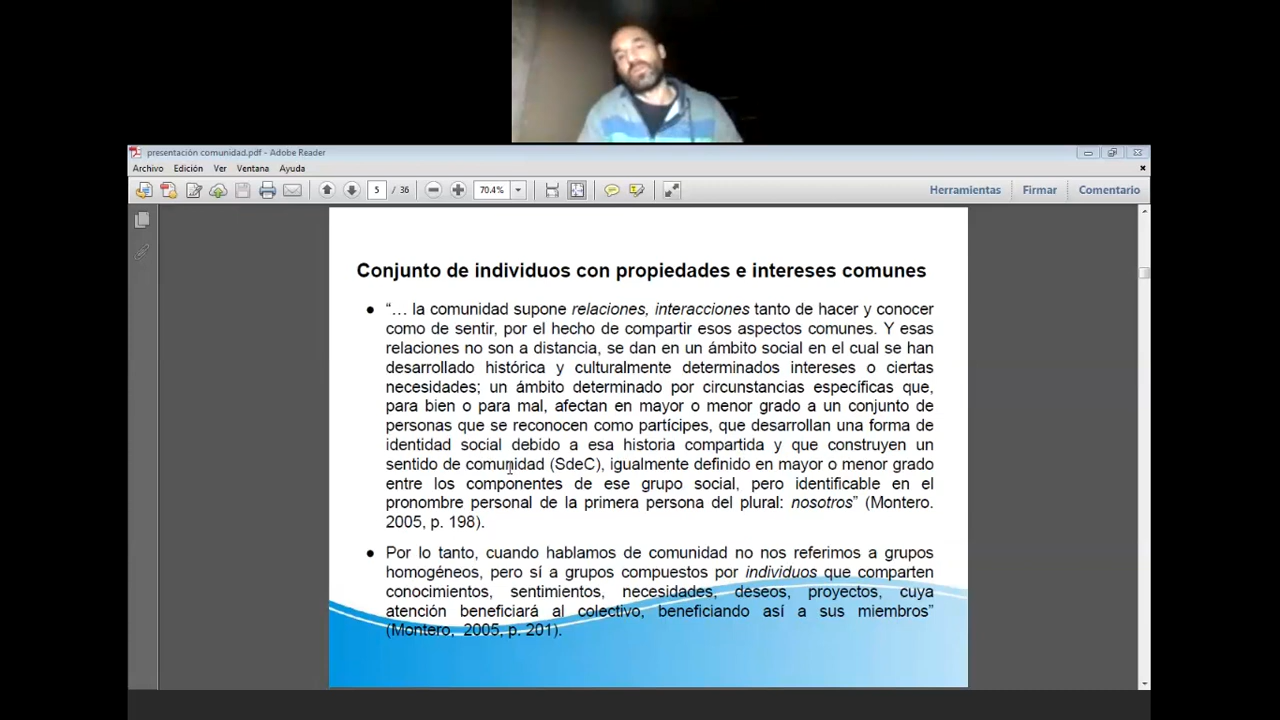 presentación comunidad.pdf - Adobe Reader
Archivo Edición Ver Ventana Ayuda
5 / 36 70.4% Herramientas Firmar Comentario
Conjunto de individuos con propiedades e intereses comunes
● “… la comunidad supone relaciones, interacciones tanto de hacer y conocer
como de sentir, por el hecho de compartir esos aspectos comunes. Y esas
relaciones no son a distancia, se dan en un ámbito social en el cual se han
desarrollado histórica y culturalmente determinados intereses o ciertas
necesidades; un ámbito determinado por circunstancias específicas que,
para bien o para mal, afectan en mayor o menor grado a un conjunto de
personas que se reconocen como partícipes, que desarrollan una forma de
identidad social debido a esa historia compartida y que construyen un
sentido de comunidad (SdeC), igualmente definido en mayor o menor grado
entre los componentes de ese grupo social, pero identificable en el
pronombre personal de la primera persona del plural: nosotros” (Montero.
2005, p. 198).
● Por lo tanto, cuando hablamos de comunidad no nos referimos a grupos
homogéneos, pero sí a grupos compuestos por individuos que comparten
conocimientos, sentimientos, necesidades, deseos, proyectos, cuya
atención beneficiará al colectivo, beneficiando así a sus miembros”
(Montero, 2005, p. 201).